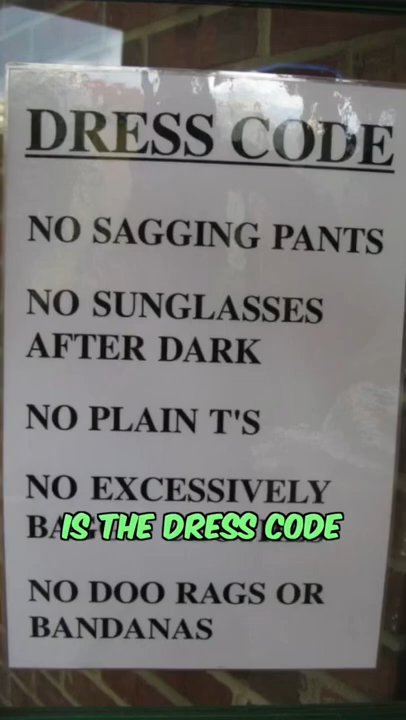 DRESS CODE
NO SAGGING PANTS
NO SUNGLASSES
AFTER DARK
NO PLAIN T'S
NO EXCESSIVELY
IS THE DRESS CODE
NO DOO RAGS OR
BANDANAS